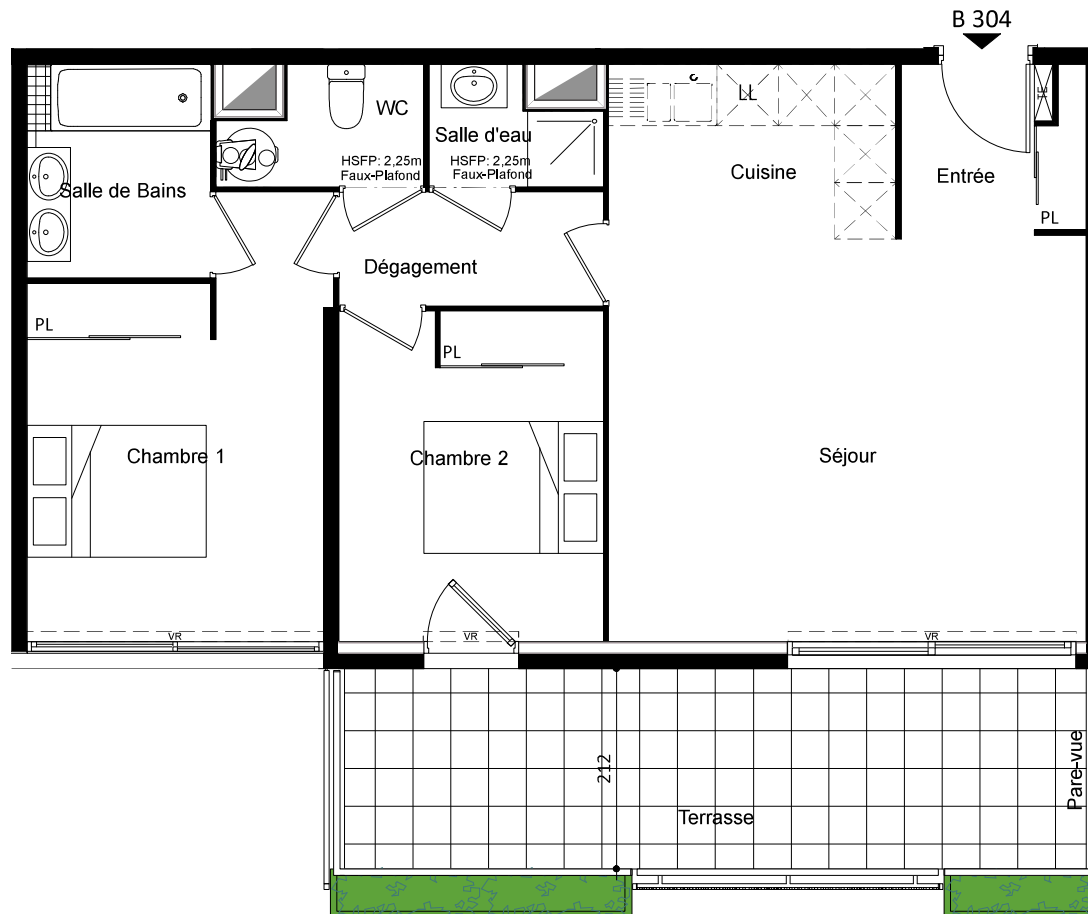 B 304
WC
LL
TE
Salle d'eau
HSFP: 2,25m
Faux-Plafond
HSFP: 2,25m
Faux-Plafond
Cuisine
Entrée
Salle de Bains
PL
Dégagement
PL
PL
Chambre 1
Chambre 2
Séjour
VR
VR
VR
212
Pare-vue
Terrasse